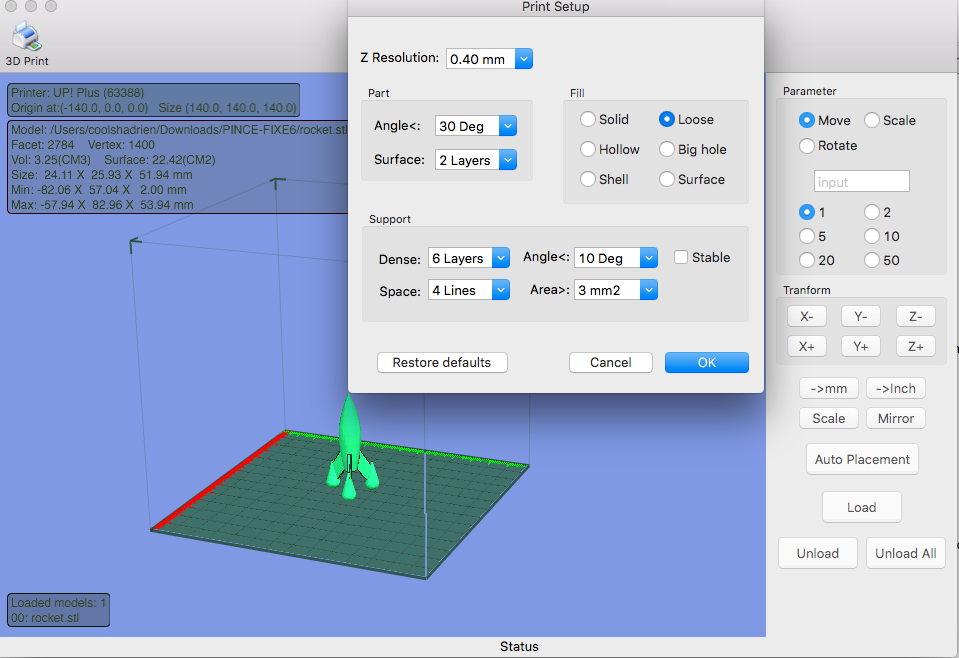 Print Setup
3D Print
Printer: UP! Plus (63388)
Origin at:(-140.0, 0.0, 0.0) Size (140.0, 140.0, 140.0)
Model: /Users/coolshadrien/Downloads/PINCE-FIXE6/rocket.stl
Facet: 2784 Vertex: 1400
Vol: 3.25(CM3) Surface: 22.42(CM2)
Size: 24.11 X 25.93 X 51.94 mm
Min: -82.06 X 57.04 X 2.00 mm
Max: -57.94 X 82.96 X 53.94 mm
Z Resolution: 0.40 mm
Part
Angle<: 30 Deg
Surface: 2 Layers
Fill
Solid Loose
Hollow Big hole
Shell Surface
Support
Dense: 6 Layers Angle<: 10 Deg Stable
Space: 4 Lines Area>: 3 mm2
Restore defaults Cancel OK
Parameter
Move Scale
Rotate
input
1 2
5 10
20 50
Tranform
X- Y- Z-
X+ Y+ Z+
->mm ->Inch
Scale Mirror
Auto Placement
Load
Unload Unload All
Loaded models: 1
00: rocket.stl
Status